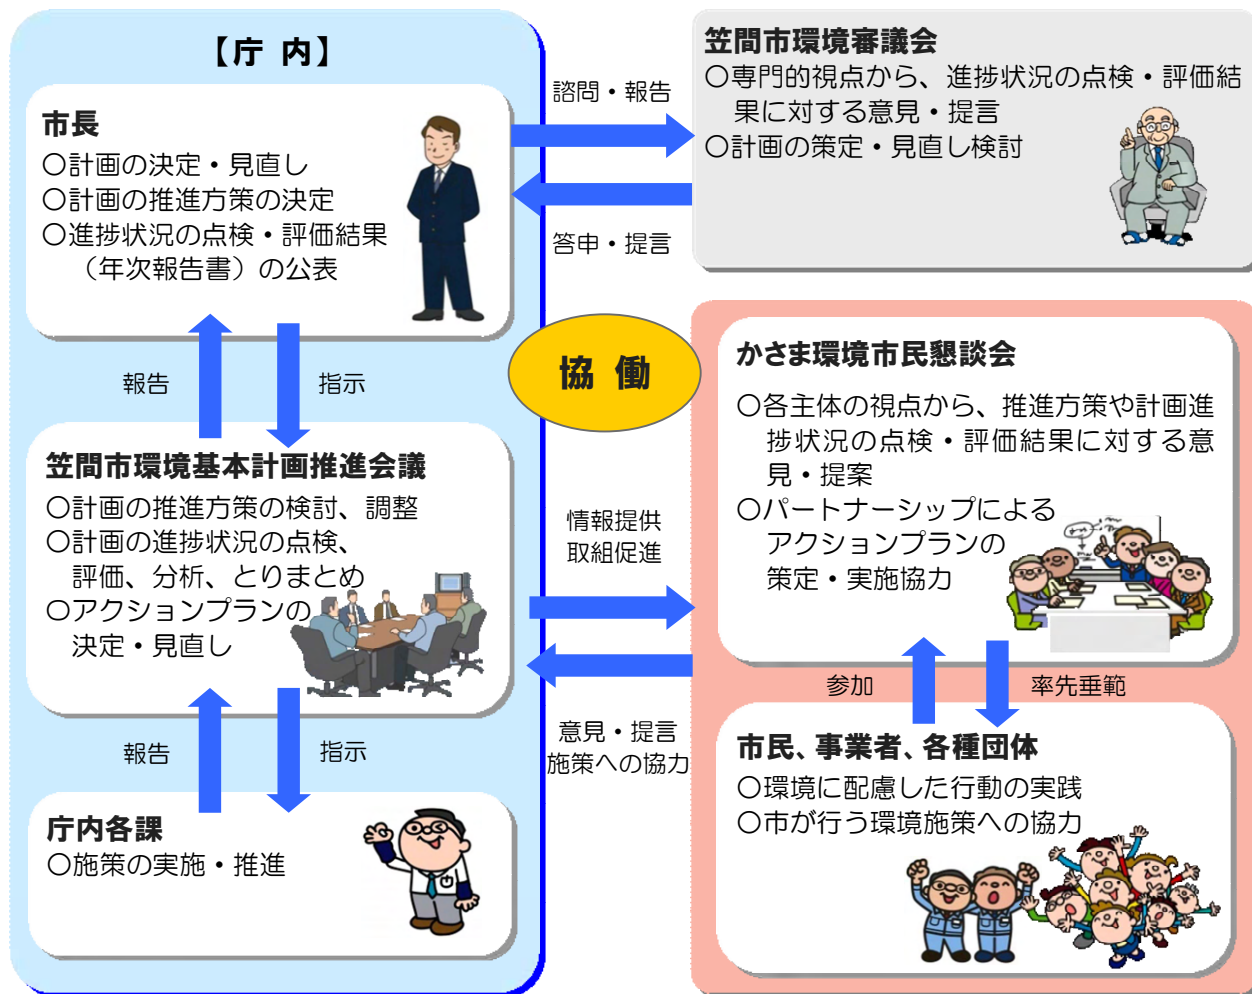 【庁 内】
市長
〇計画の決定・見直し
〇計画の推進方策の決定
〇進捗状況の点検・評価結果
（年次報告書）の公表
報告
指示
笠間市環境基本計画推進会議
〇計画の推進方策の検討、調整
〇計画の進捗状況の点検、
評価、分析、とりまとめ
〇アクションプランの
決定・見直し
報告
指示
庁内各課
〇施策の実施・推進
諮問・報告
答申・提言
協 働
情報提供
取組促進
意見・提言
施策への協力
笠間市環境審議会
〇専門的視点から、進捗状況の点検・評価結
果に対する意見・提言
〇計画の策定・見直し検討
かさま環境市民懇談会
〇各主体の視点から、推進方策や計画進
捗状況の点検・評価結果に対する意
見・提案
〇パートナーシップによる
アクションプランの
策定・実施協力
参加
率先垂範
市民、事業者、各種団体
〇環境に配慮した行動の実践
〇市が行う環境施策への協力